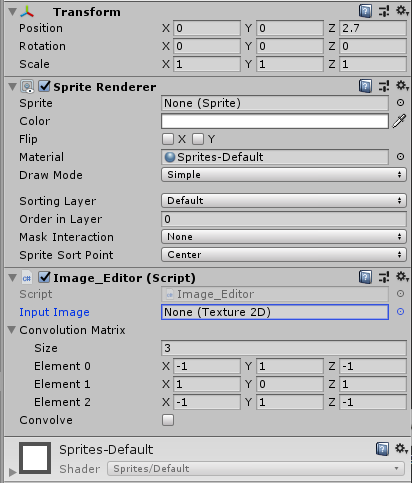 Transform
Position X 0 Y 0 Z 2.7
Rotation X 0 Y 0 Z 0
Scale X 1 Y 1 Z 1
Sprite Renderer
Sprite None (Sprite)
Color
Flip X Y
Material Sprites-Default
Draw Mode Simple
Sorting Layer Default
Order in Layer 0
Mask Interaction None
Sprite Sort Point Center
c# Image_Editor (Script)
Script Image_Editor
Input Image None (Texture 2D)
Convolution Matrix
Size 3
Element 0 X -1 Y 1 Z -1
Element 1 X 1 Y 0 Z 1
Element 2 X -1 Y 1 Z -1
Convolve
Sprites-Default
Shader Sprites/Default